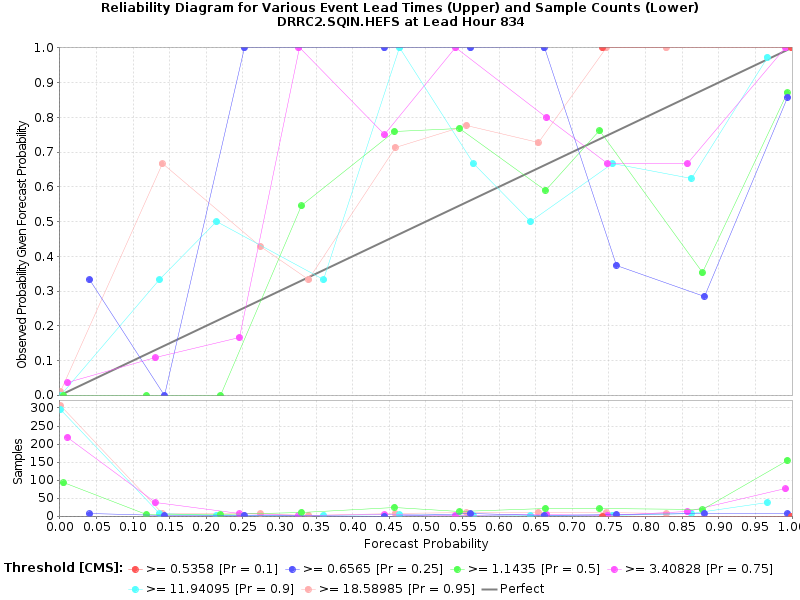 Reliability Diagram for Various Event Lead Times (Upper) and Sample Counts (Lower)
DRRC2.SQIN.HEFS at Lead Hour 834
Observed Probability Given Forecast Probability
1.0
0.9
0.8
0.7
0.6
0.5
0.4
0.3
0.2
0.1
0.0
Samples
300
250
200
150
100
50
0
0.00 0.05 0.10 0.15 0.20 0.25 0.30 0.35 0.40 0.45 0.50 0.55 0.60 0.65 0.70 0.75 0.80 0.85 0.90 0.95 1.00
Forecast Probability
Threshold [CMS]: >= 0.5358 [Pr = 0.1] >= 0.6565 [Pr = 0.25] >= 1.1435 [Pr = 0.5] >= 3.40828 [Pr = 0.75]
>= 11.94095 [Pr = 0.9] >= 18.58985 [Pr = 0.95] Perfect